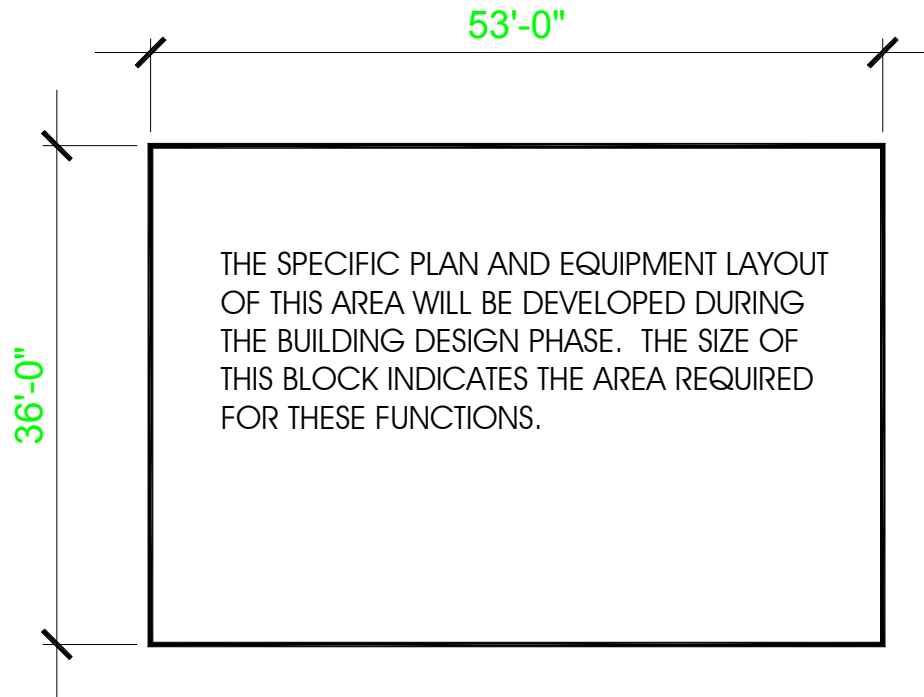 53'-0"
36'-0"
THE SPECIFIC PLAN AND EQUIPMENT LAYOUT
OF THIS AREA WILL BE DEVELOPED DURING
THE BUILDING DESIGN PHASE.  THE SIZE OF
THIS BLOCK INDICATES THE AREA REQUIRED
FOR THESE FUNCTIONS.